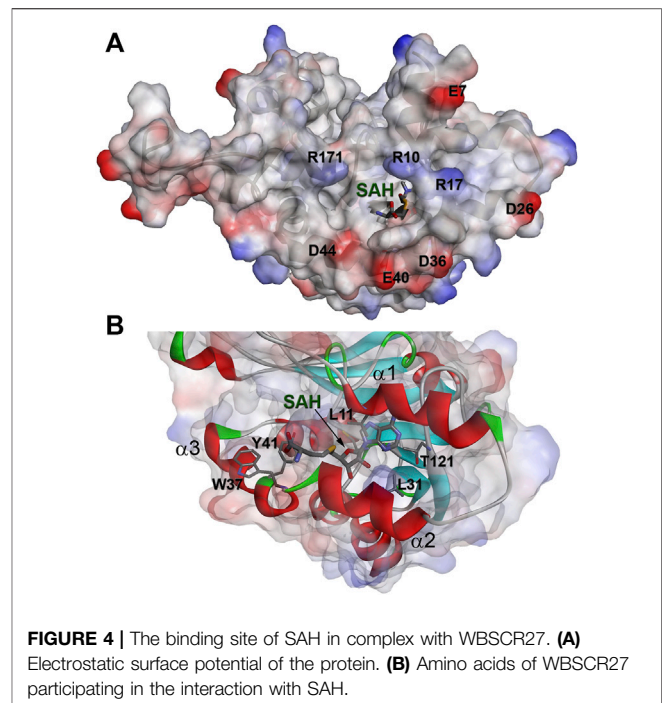 A
E7
R171
R10
R17
SAH
D26
D44
D36
E40
B
α1
SAH
L11
Y41
α3
T121
W37
L31
α2
FIGURE 4 | The binding site of SAH in complex with WBSCR27. (A)
Electrostatic surface potential of the protein. (B) Amino acids of WBSCR27
participating in the interaction with SAH.